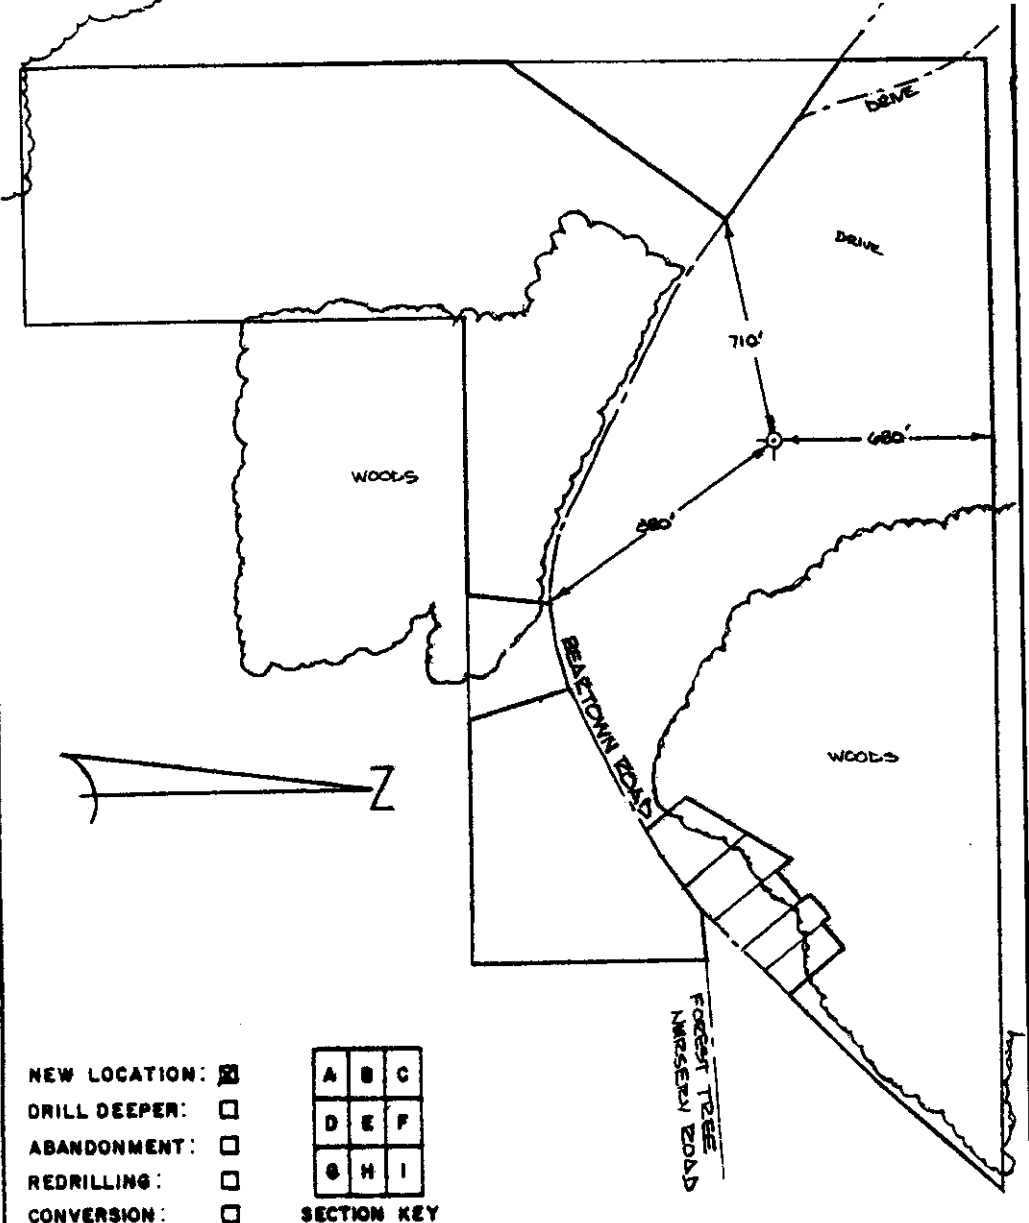 DRIVE
DRIVE
710'
680'
WOODS
BEARTOWN ROAD
WOODS
Z
FOREST TREE
NURSERY ROAD
NEW LOCATION: ☒
DRILL DEEPER: ☐
ABANDONMENT: ☐
REDRILLING: ☐
CONVERSION: ☐
A B C
D E F
G H I
SECTION KEY